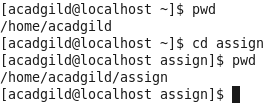 [acadgild@localhost ~]$ pwd
/home/acadgild
[acadgild@localhost ~]$ cd assign
[acadgild@localhost assign]$ pwd
/home/acadgild/assign
[acadgild@localhost assign]$